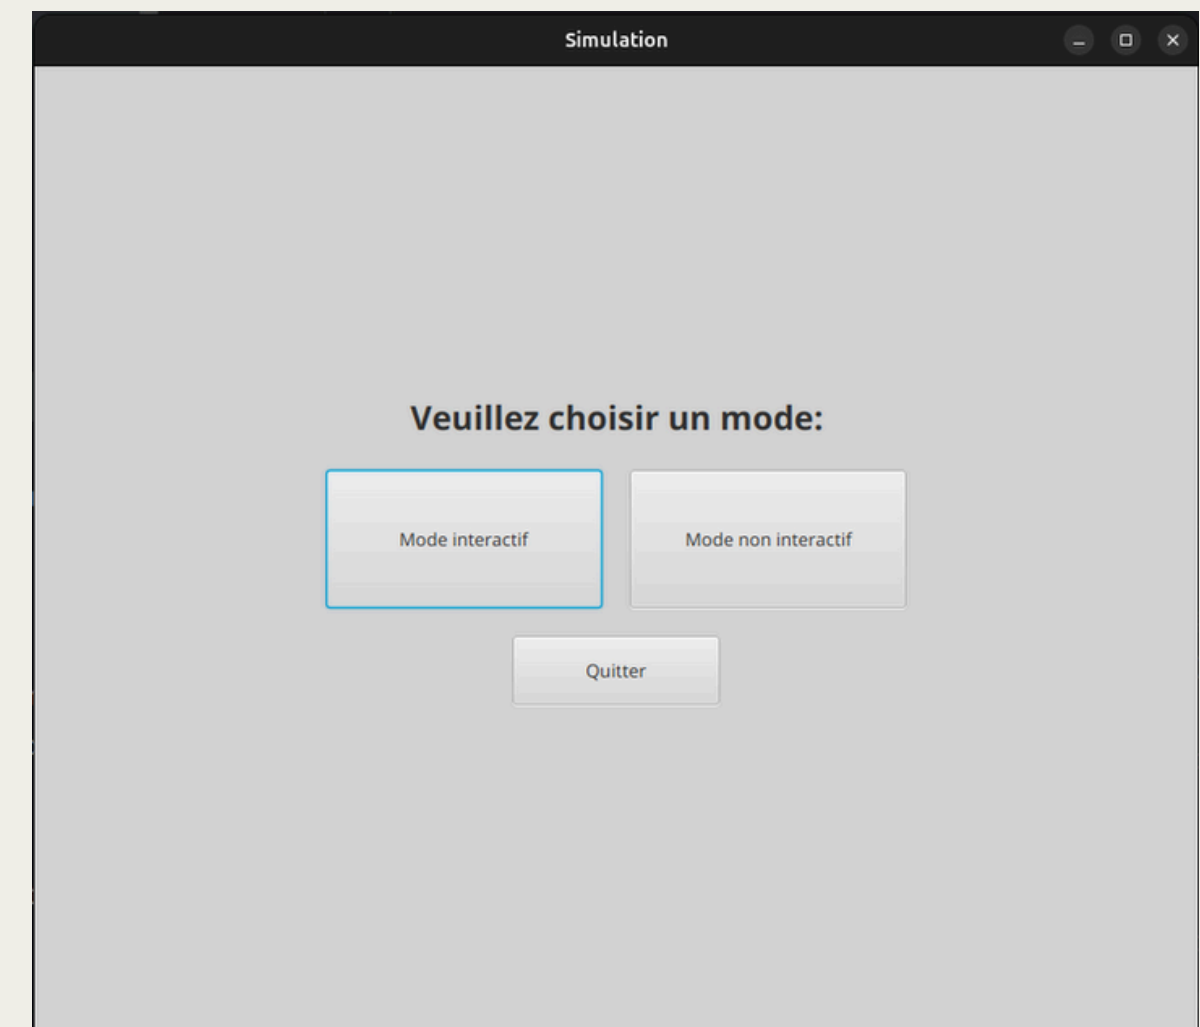 Simulation
Veuillez choisir un mode:
Mode interactif
Mode non interactif
Quitter